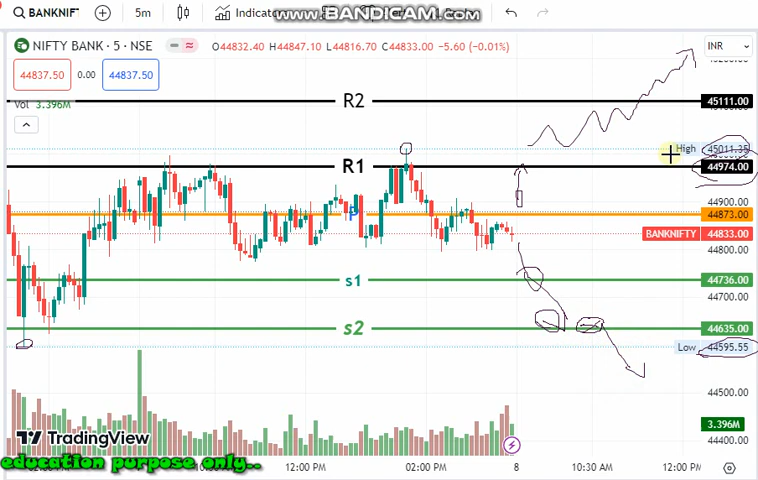 BANKNIF
5m
Indicat
www.BANDICAM.com
NIFTY BANK · 5 · NSE
O44832.40 H44847.10 L44816.70 C44833.00 −5.60 (−0.01%)
INR
44837.50 0.00 44837.50
Vol 3.396M
R2
45111.00
High 45011.35
R1
44974.00
44900.00
P
44873.00
BANKNIFTY 44833.00
44800.00
s1
44736.00
44700.00
s2
44635.00
Low 44595.55
44500.00
3.396M
44400.00
TradingView
education purpose only--
12:00 PM
02:00 PM
8
10:30 AM
12:00 PM